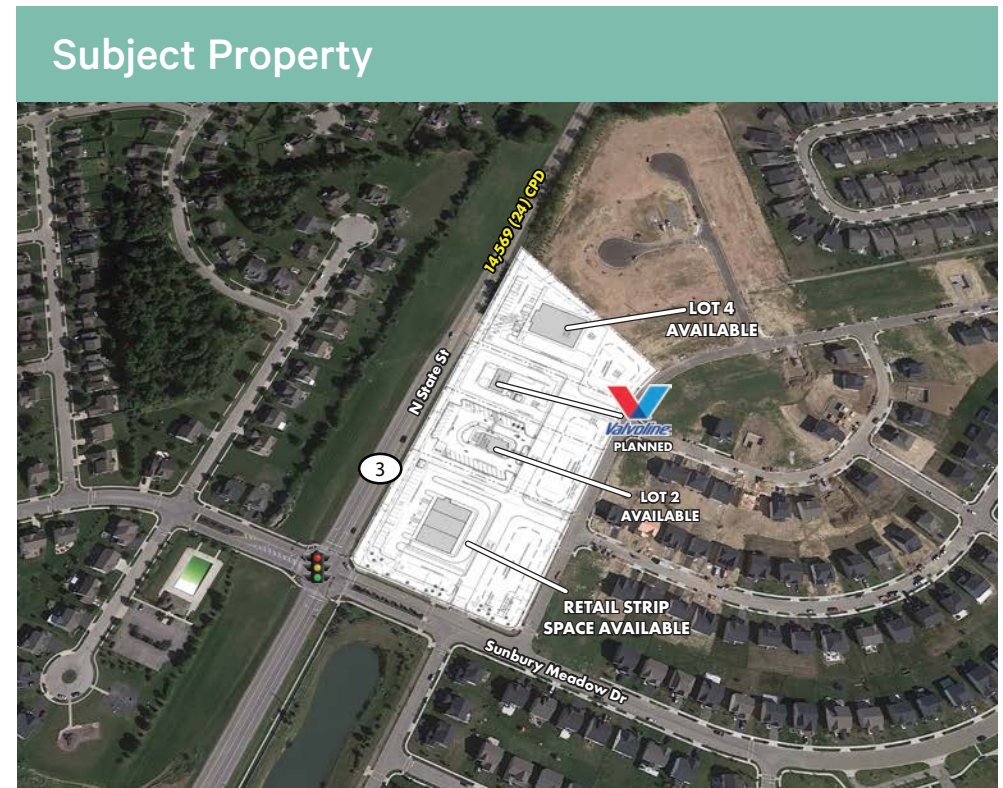 Subject Property
14,569 (24) CPD
LOT 4
AVAILABLE
N State St
Valvoline
PLANNED
3
LOT 2
AVAILABLE
RETAIL STRIP
SPACE AVAILABLE
Sunbury Meadow Dr